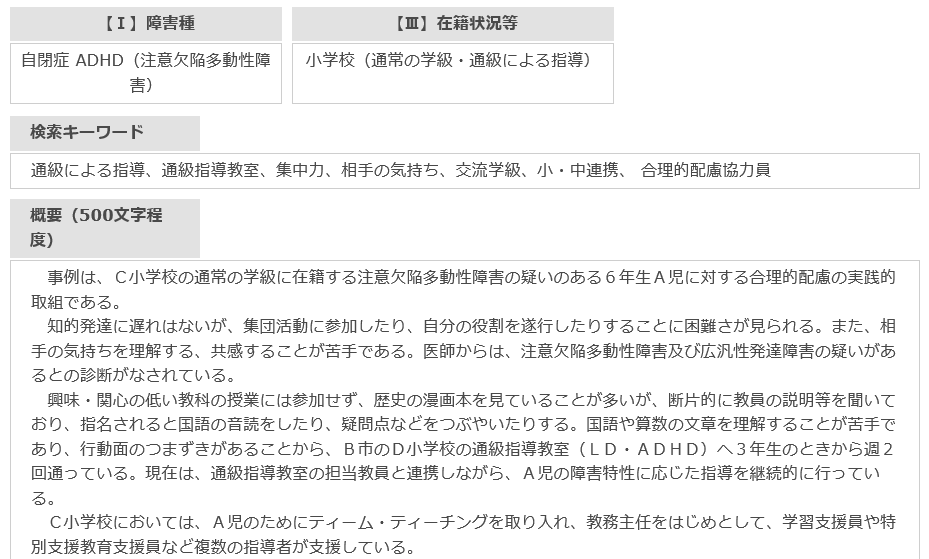 【Ⅰ】障害種
【Ⅲ】在籍状況等
自閉症 ADHD（注意欠陥多動性障
害）
小学校（通常の学級・通級による指導）
検索キーワード
通級による指導、通級指導教室、集中力、相手の気持ち、交流学級、小・中連携、 合理的配慮協力員
概要（500文字程
度）
　事例は、Ｃ小学校の通常の学級に在籍する注意欠陥多動性障害の疑いのある６年生Ａ児に対する合理的配慮の実践的
取組である。
　知的発達に遅れはないが、集団活動に参加したり、自分の役割を遂行したりすることに困難さが見られる。また、相
手の気持ちを理解する、共感することが苦手である。医師からは、注意欠陥多動性障害及び広汎性発達障害の疑いがあ
るとの診断がなされている。
　興味・関心の低い教科の授業には参加せず、歴史の漫画本を見ていることが多いが、断片的に教員の説明等を聞いて
おり、指名されると国語の音読をしたり、疑問点などをつぶやいたりする。国語や算数の文章を理解することが苦手で
あり、行動面のつまずきがあることから、Ｂ市のＤ小学校の通級指導教室（ＬＤ・ＡＤＨＤ）へ３年生のときから週２
回通っている。現在は、通級指導教室の担当教員と連携しながら、Ａ児の障害特性に応じた指導を継続的に行ってい
る。
　Ｃ小学校においては、Ａ児のためにティーム・ティーチングを取り入れ、教務主任をはじめとして、学習支援員や特
別支援教育支援員など複数の指導者が支援している。